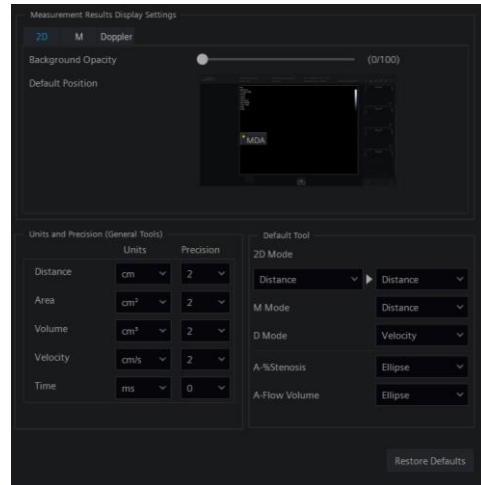 Measurement Results Display Settings
2D M Doppler
Background Opacity (0/100)
Default Position
MDA
Units and Precision (General Tools)
Units Precision
Distance cm 2
Area cm² 2
Volume cm³ 2
Velocity cm/s 2
Time ms 0
Default Tool
2D Mode
Distance Distance
M Mode Distance
D Mode Velocity
A-%Stenosis Ellipse
A-Flow Volume Ellipse
Restore Defaults